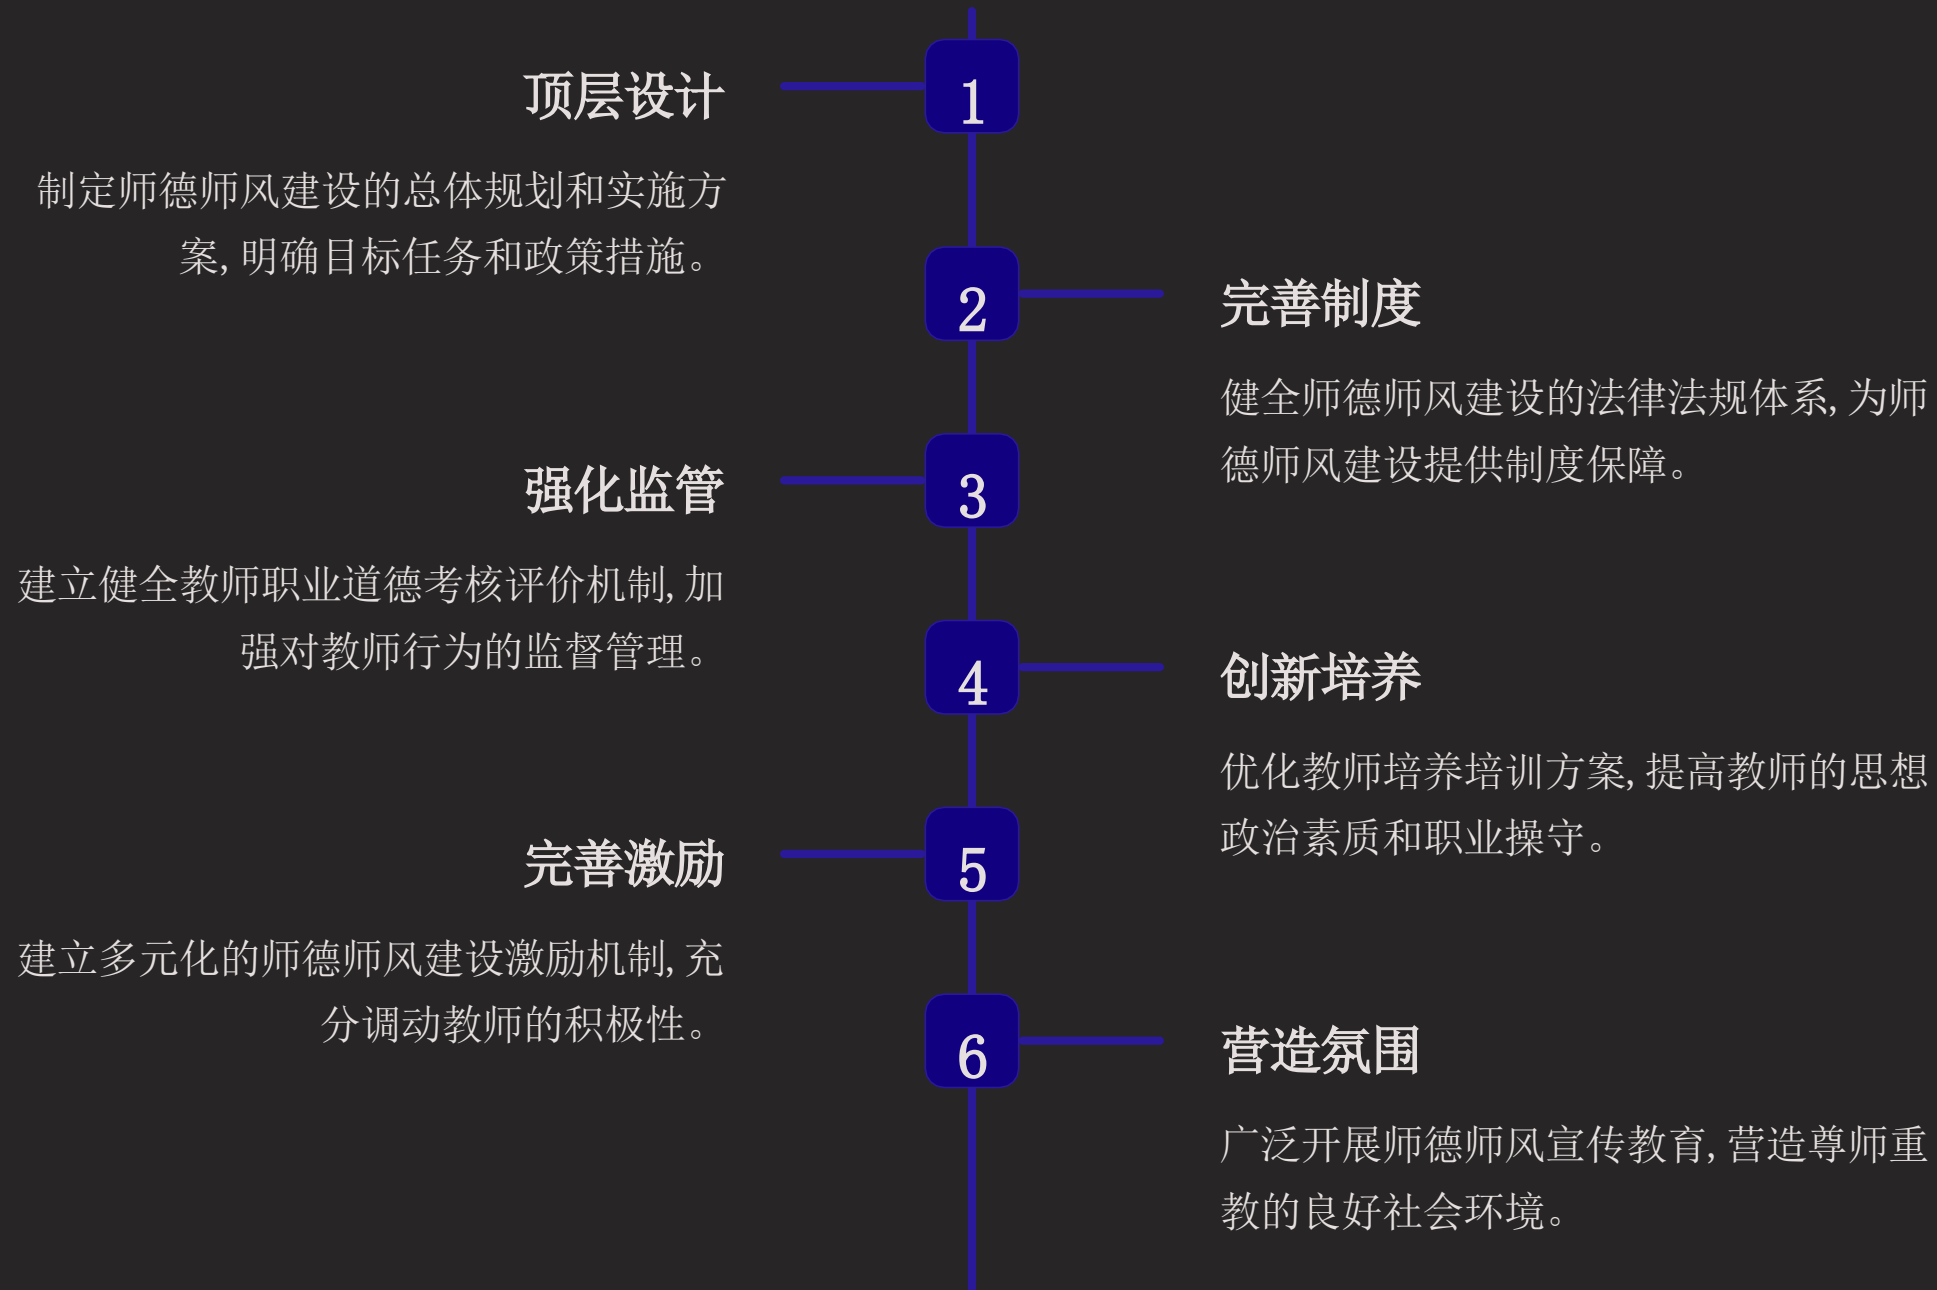 1
顶层设计
制定师德师风建设的总体规划和实施方
案,明确目标任务和政策措施。
2
完善制度
健全师德师风建设的法律法规体系,为师
德师风建设提供制度保障。
3
强化监管
建立健全教师职业道德考核评价机制,加
强对教师行为的监督管理。
4
创新培养
优化教师培养培训方案,提高教师的思想
政治素质和职业操守。
5
完善激励
建立多元化的师德师风建设激励机制,充
分调动教师的积极性。
6
营造氛围
广泛开展师德师风宣传教育,营造尊师重
教的良好社会环境。